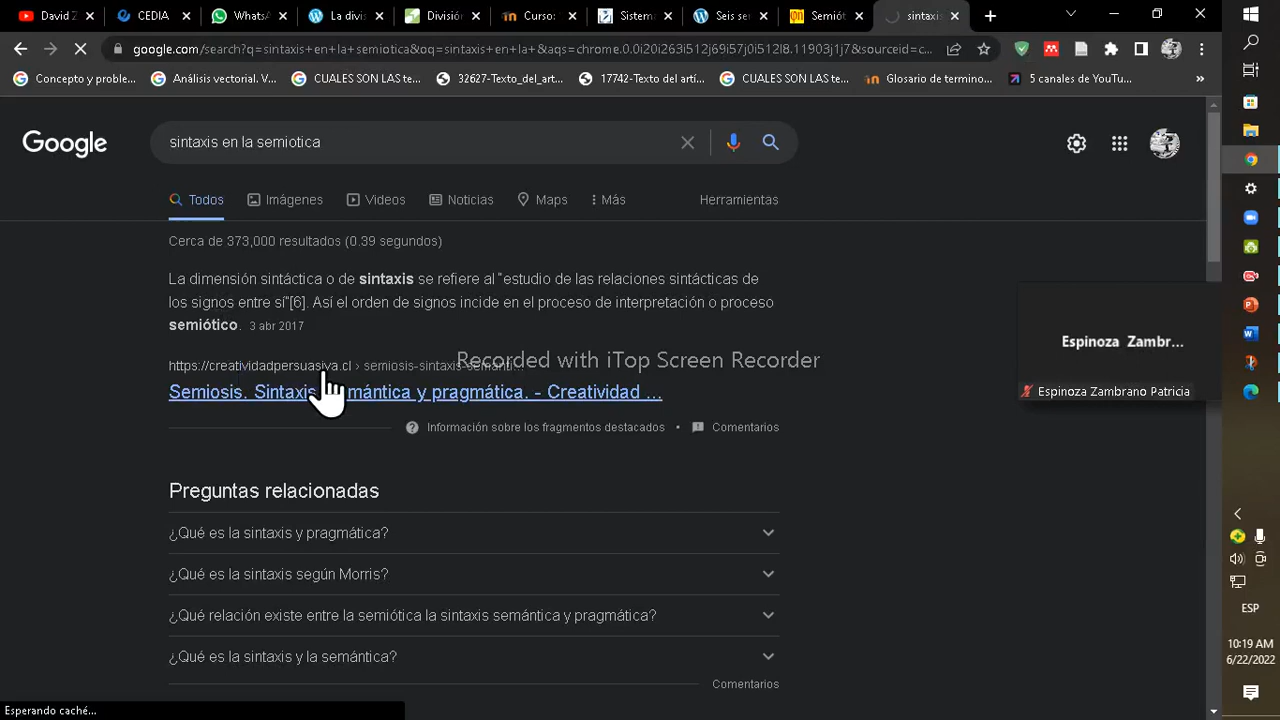 David Z
CEDIA
WhatsA
La divi
División
Curso:
Sistem
Seis se
Semiót
sintaxis
google.com/search?q=sintaxis+en+la+semiotica&oq=sintaxis+en+la+&aqs=chrome.0.0i20i263i512j69i57j0i512l8.11903j1j7&sourceid=c...
Concepto y proble...
Análisis vectorial. V...
CUALES SON LAS te...
32627-Texto_del_ar...
17742-Texto del artí...
CUALES SON LAS te...
Glosario de termino...
5 canales de YouTu...
Google
sintaxis en la semiotica
Todos
Imágenes
Videos
Noticias
Maps
Más
Herramientas
Cerca de 373,000 resultados (0.39 segundos)
La dimensión sintáctica o de sintaxis se refiere al "estudio de las relaciones sintácticas de
los signos entre sí"[6]. Así el orden de signos incide en el proceso de interpretación o proceso
semiótico. 3 abr 2017
https://creatividadpersuasiva.cl › semiosis-sintaxis-semanti...
Recorded with iTop Screen Recorder
Semiosis. Sintaxis mántica y pragmática. - Creatividad ...
Información sobre los fragmentos destacados • Comentarios
Preguntas relacionadas
¿Qué es la sintaxis y pragmática?
¿Qué es la sintaxis según Morris?
¿Qué relación existe entre la semiótica la sintaxis semántica y pragmática?
¿Qué es la sintaxis y la semántica?
Comentarios
Esperando caché...
Espinoza Zambr...
Espinoza Zambrano Patricia
ESP
10:19 AM
6/22/2022